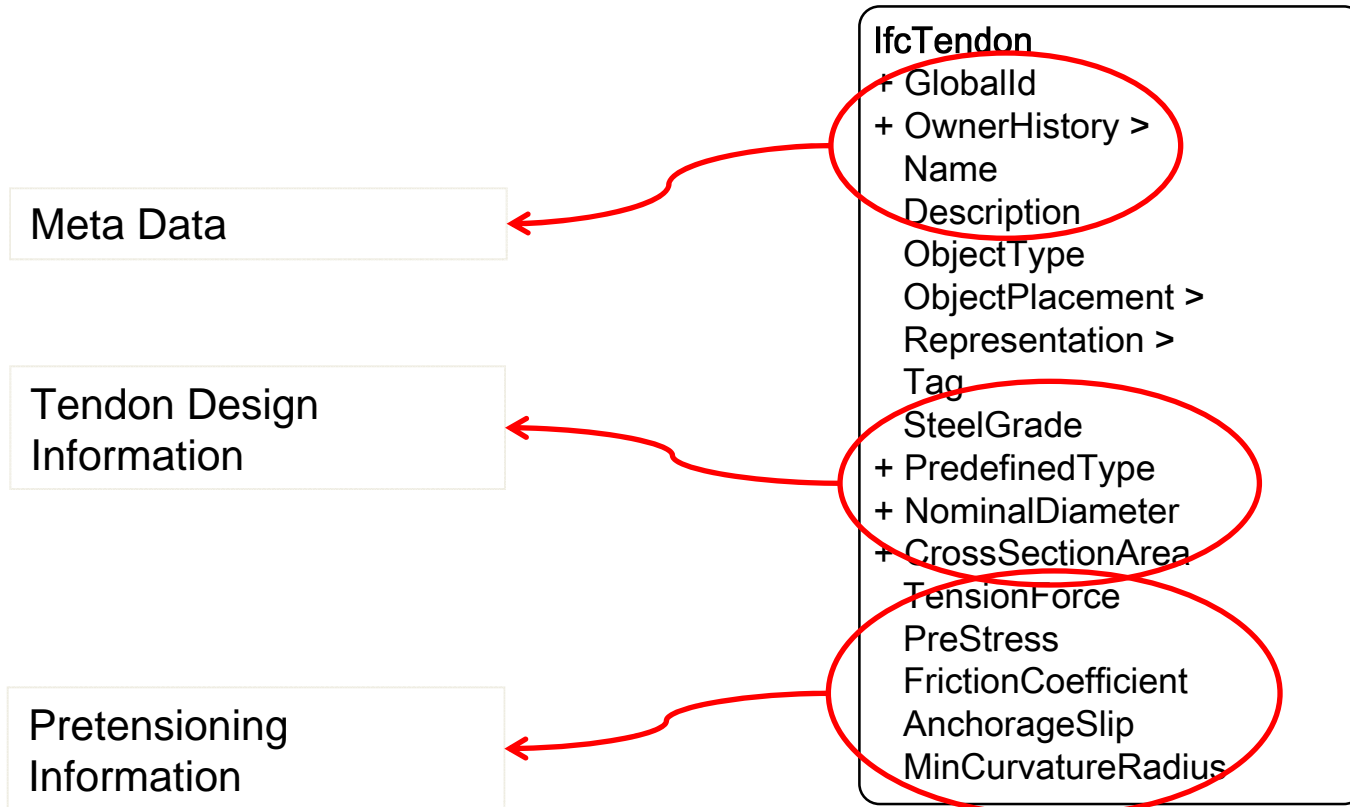 IfcTendon
+ GlobalId
+ OwnerHistory >
Name
Description
ObjectType
ObjectPlacement >
Representation >
Tag
SteelGrade
+ PredefinedType
+ NominalDiameter
+ CrossSectionArea
TensionForce
PreStress
FrictionCoefficient
AnchorageSlip
MinCurvatureRadius
Meta Data
Tendon Design
Information
Pretensioning
Information